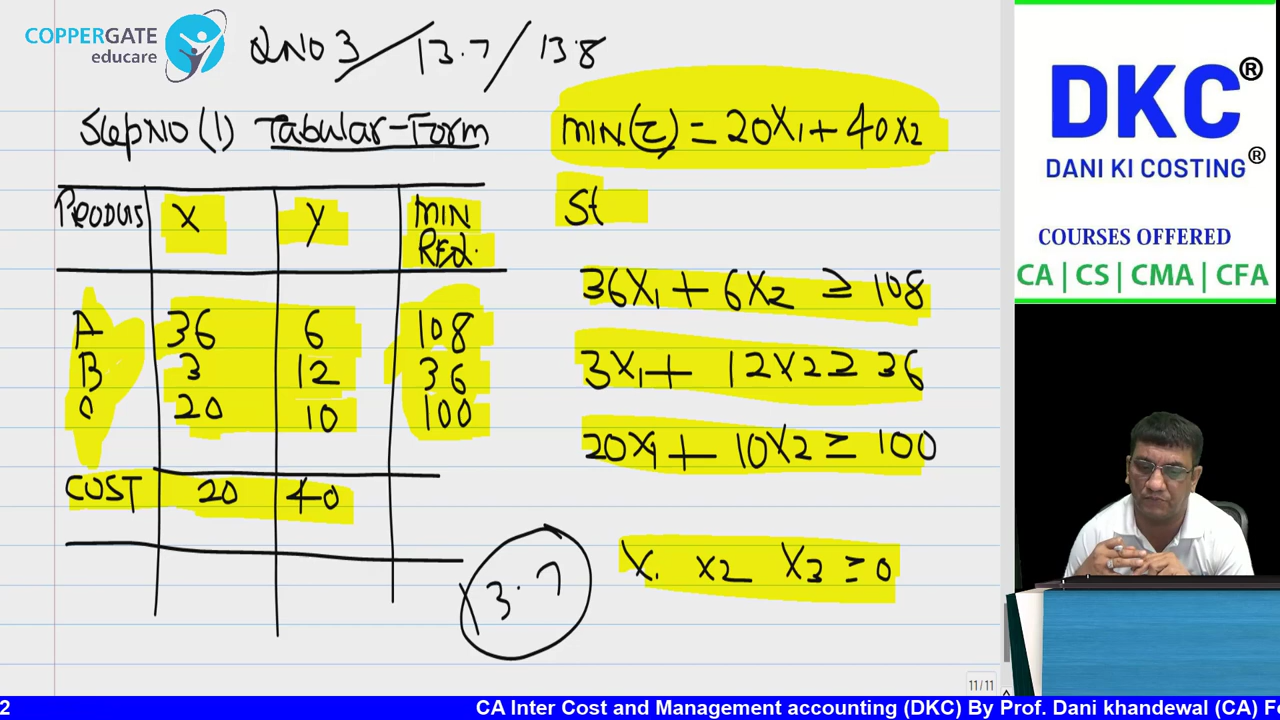 COPPERGATE
educare
QNO 3 / 13.7 / 13.8
Step NO (1) Tabular-Form
PRODUS X Y MIN REQ.
A 36 6 108
B 3 12 36
20 10 100
COST 20 40
13.7
MIN(Z) = 20X1 + 40X2
St
36X1 + 6X2 ≥ 108
3X1 + 12X2 ≥ 36
20X1 + 10X2 ≥ 100
X1 X2 X3 ≥ 0
11/11
DKC®
DANI KI COSTING®
COURSES OFFERED
CA | CS | CMA | CFA
2 CA Inter Cost and Management accounting (DKC) By Prof. Dani khandewal (CA) Fo